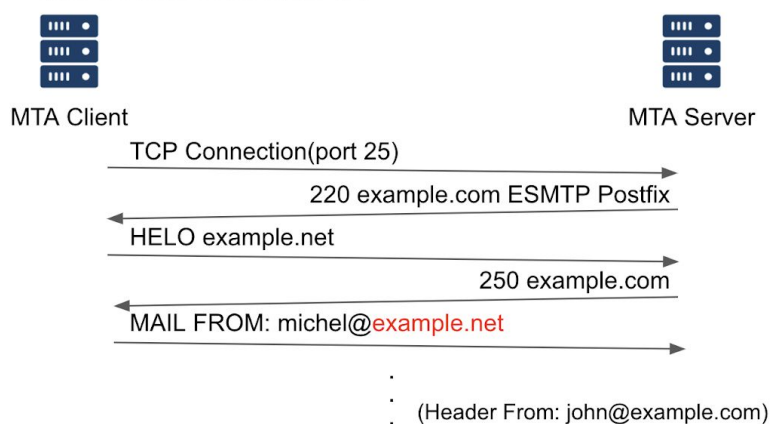 MTA Client
MTA Server
TCP Connection(port 25)
220 example.com ESMTP Postfix
HELO example.net
250 example.com
MAIL FROM: michel@example.net
.
.
.
(Header From: john@example.com)